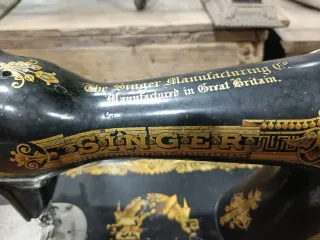 The Singer Manufacturing Co.
Manufactured in Great Britain.
SINGER